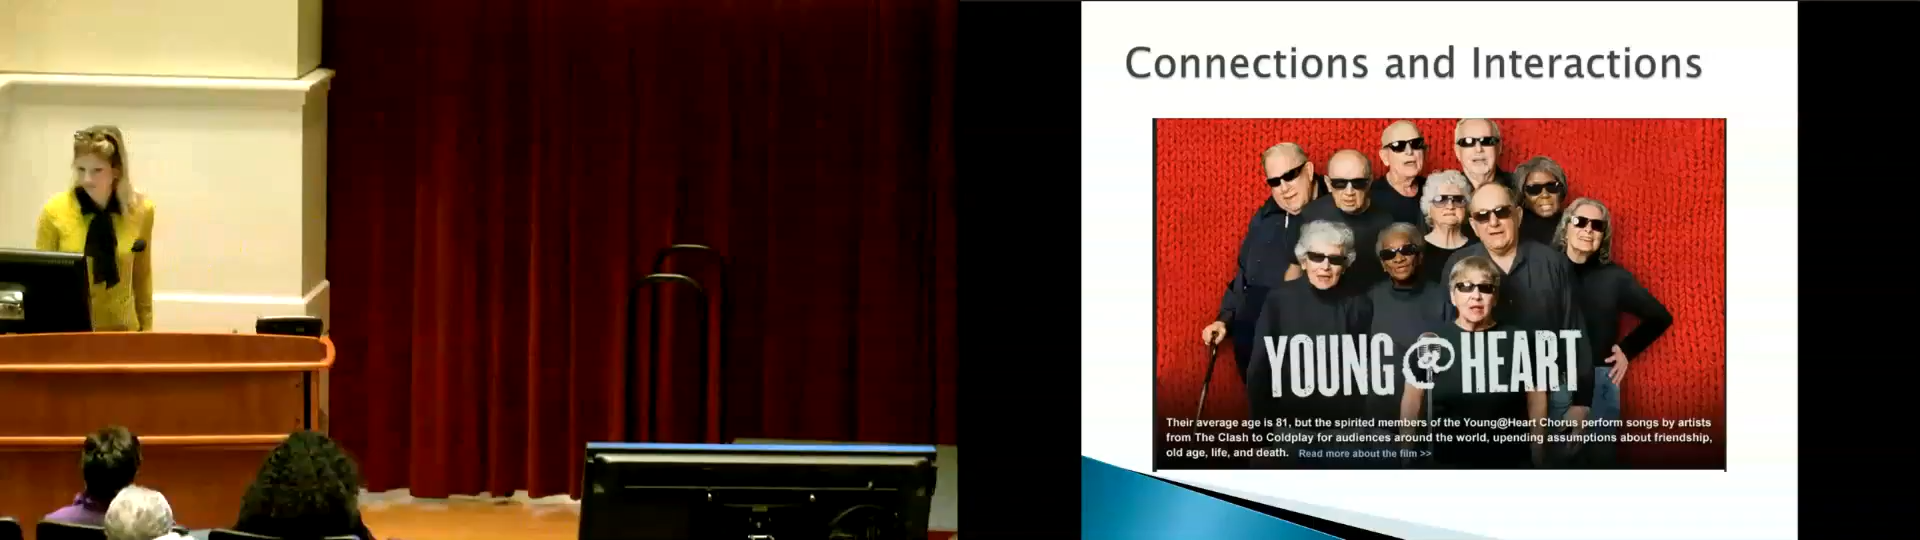 Connections and Interactions
YOUNG@HEART
Their average age is 81, but the spirited members of the Young@Heart Chorus perform songs by artists
from The Clash to Coldplay for audiences around the world, upending assumptions about friendship,
old age, life, and death. Read more about the film >>